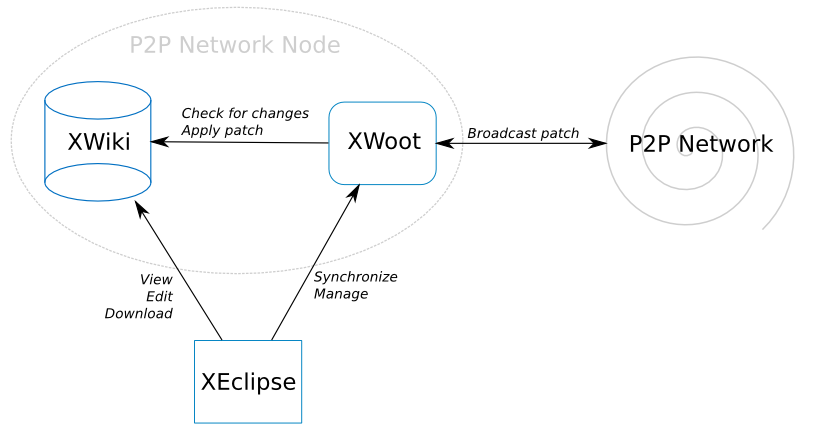 P2P Network Node
Check for changes
Apply patch
XWiki
XWoot
Broadcast patch
P2P Network
View
Edit
Download
Synchronize
Manage
XEclipse